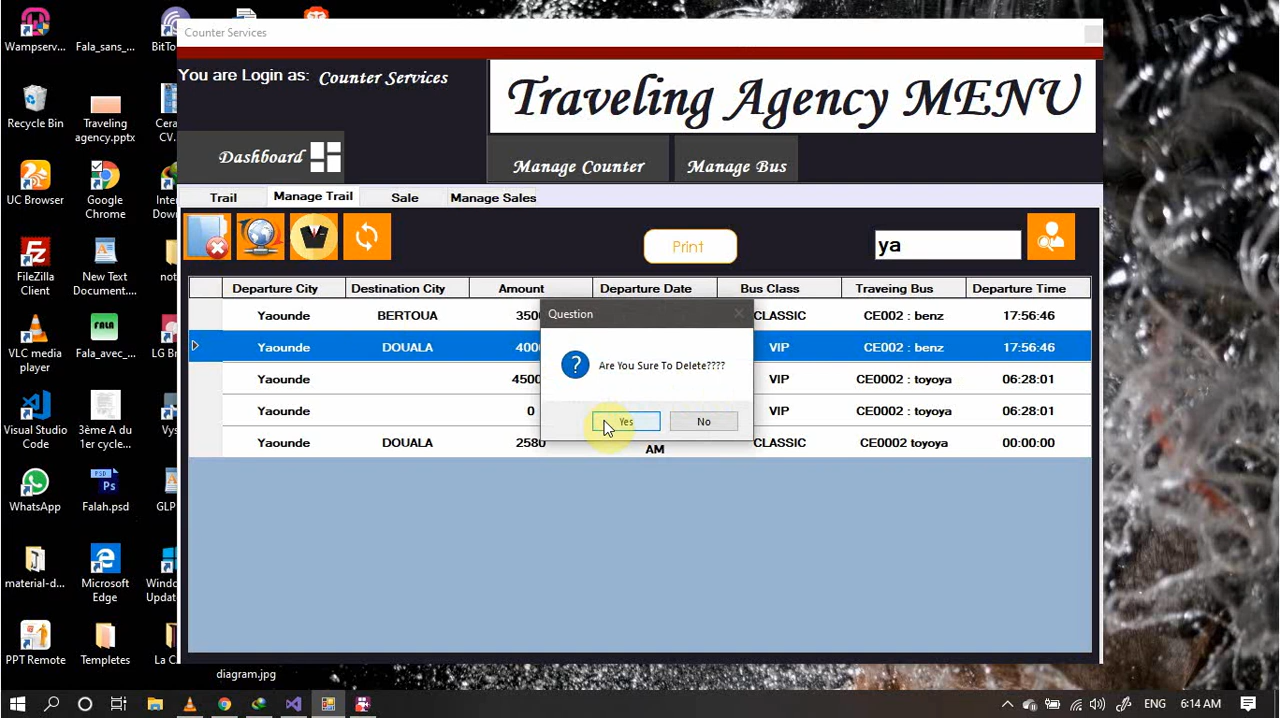 Wampserv...
Fala_sans_...
BitTo
Recycle Bin
Traveling
agency.pptx
Cera
CV.
UC Browser
Google
Chrome
Inter
Down
FileZilla
Client
New Text
Document....
not
VLC media
player
Fala_avec_...
LG Br
Visual Studio
Code
3ème A du
1er cycle...
Vys
WhatsApp
Falah.psd
GLP
material-d...
Microsoft
Edge
Windo
Updat
PPT Remote
Templetes
La C
diagram.jpg
Counter Services
You are Login as: Counter Services
Traveling Agency MENU
Dashboard
Manage Counter
Manage Bus
Trail
Manage Trail
Sale
Manage Sales
Print
ya
Departure City Destination City Amount Departure Date Bus Class Traveing Bus Departure Time
Yaounde BERTOUA 3500 CLASSIC CE002 : benz 17:56:46
Yaounde DOUALA 4000 VIP CE002 : benz 17:56:46
Yaounde 4500 VIP CE0002 : toyoya 06:28:01
Yaounde 0 VIP CE0002 : toyoya 06:28:01
Yaounde DOUALA 2580 AM CLASSIC CE0002 toyoya 00:00:00
Question
Are You Sure To Delete????
Yes
No
ENG
6:14 AM